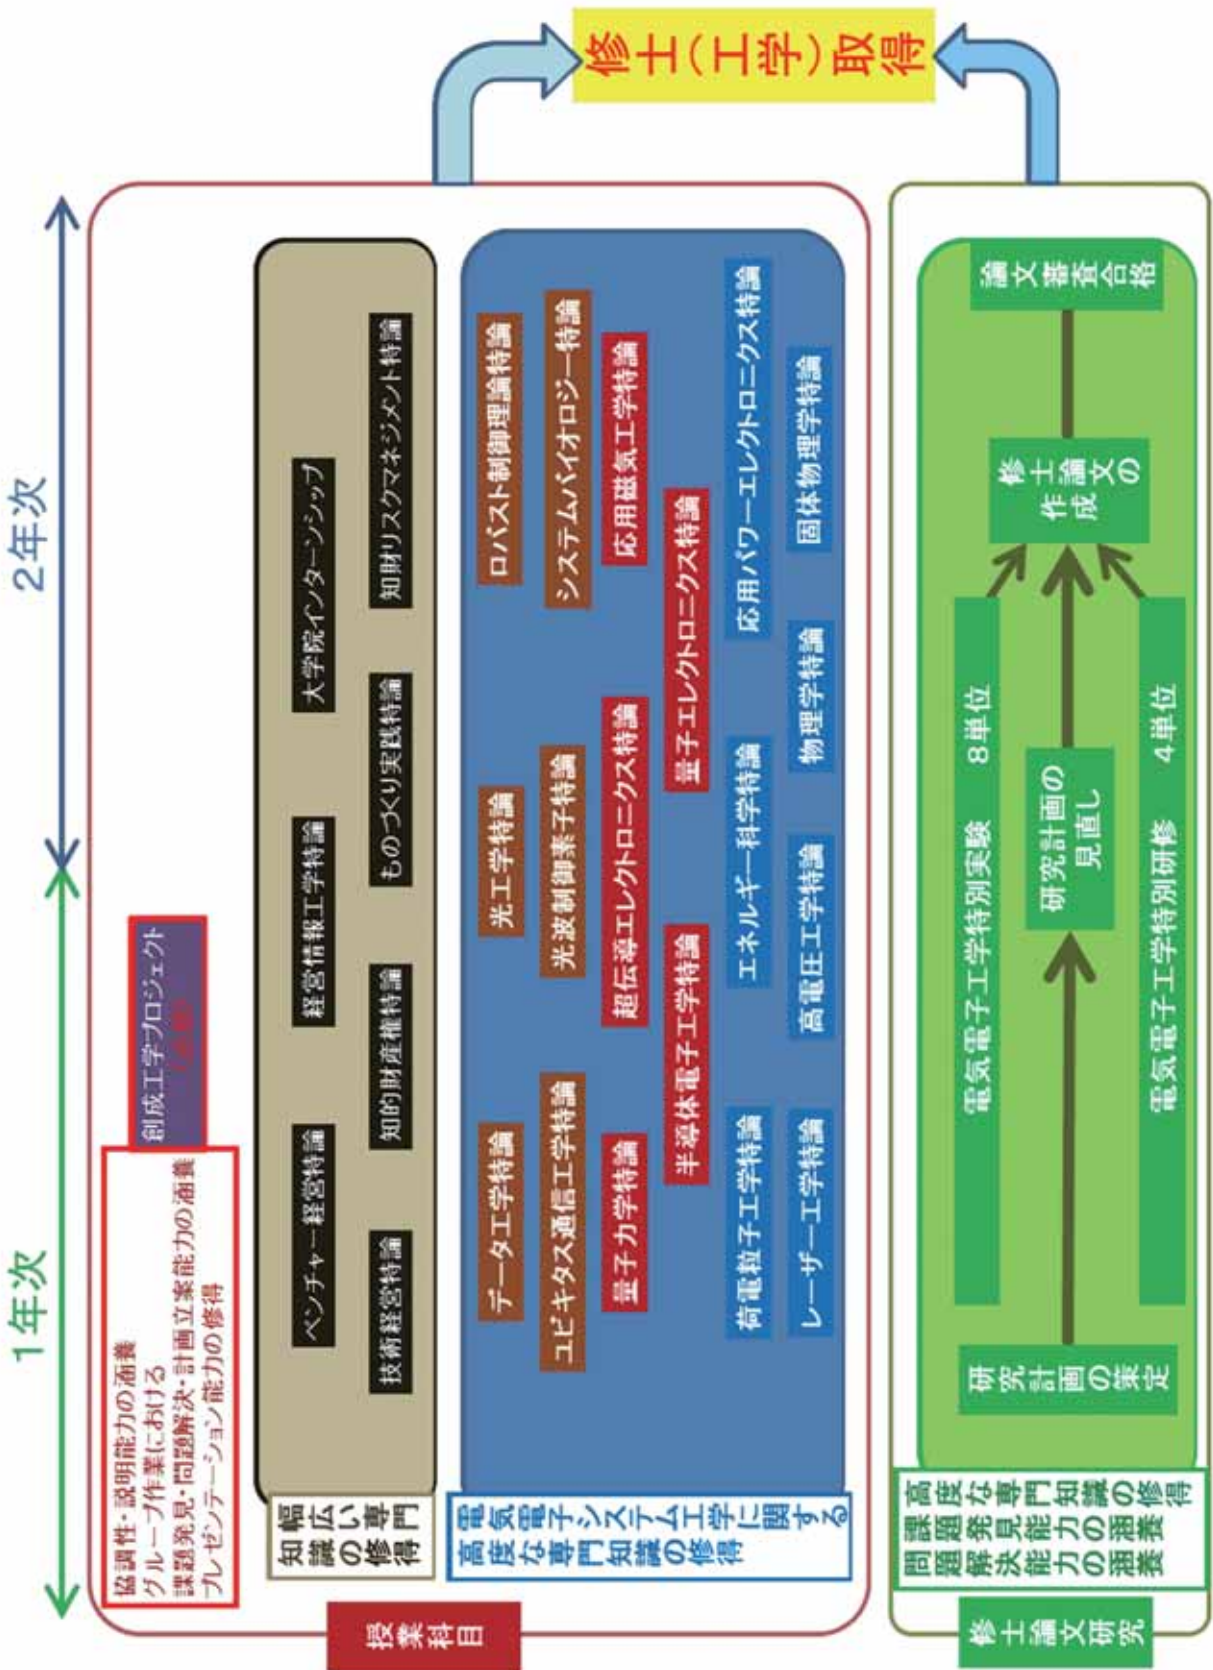 1年次
2年次
協調性・説明能力の涵養
グループ作業における
課題発見・問題解決・計画立案能力の涵養
プレゼンテーション能力の修得
創成工学プロジェクト
授業科目
幅広い専門
知識の修得
ベンチャー経営特論
経営情報工学特論
大学院インターンシップ
技術経営特論
知的財産権特論
ものづくり実践特論
知財リスクマネジメント特論
電気電子システム工学に関する
高度な専門知識の修得
データ工学特論
光工学特論
ロバスト制御理論特論
ユビキタス通信工学特論
光波制御素子特論
システムバイオロジー特論
量子力学特論
超伝導エレクトロニクス特論
応用磁気工学特論
半導体電子工学特論
量子エレクトロニクス特論
荷電粒子工学特論
エネルギー科学特論
応用パワーエレクトロニクス特論
レーザー工学特論
高電圧工学特論
物理学特論
固体物理学特論
修士(工学)取得
修士論文研究
高度な専門知識の修得
課題発見能力の涵養
問題解決能力の涵養
研究計画の策定
電気電子工学特別実験 8単位
研究計画の
見直し
電気電子工学特別研修 4単位
修士論文の
作成
論文審査合格